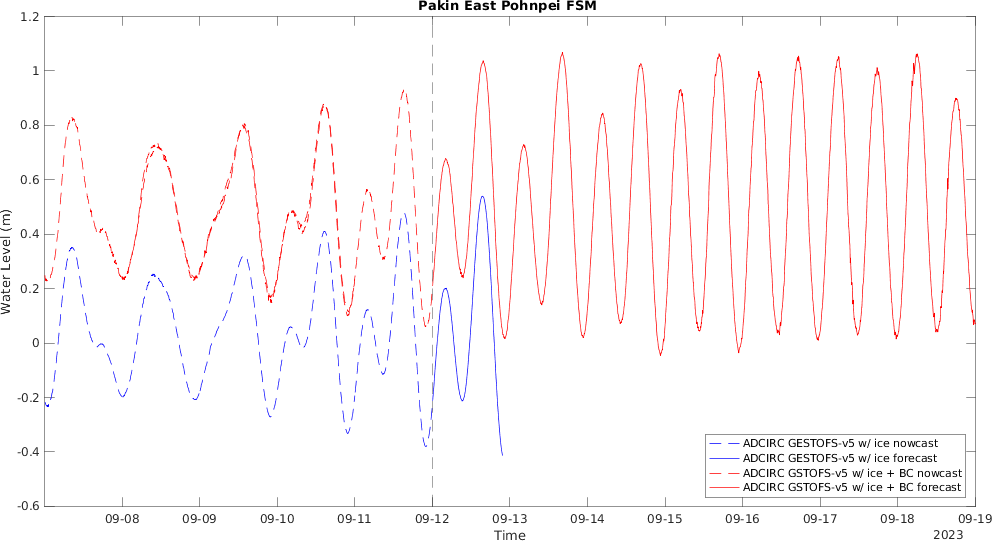 Pakin East Pohnpei FSM
1.2
1
0.8
0.6
0.4
0.2
0
-0.2
-0.4
-0.6
Water Level (m)
ADCIRC GESTOFS-v5 w/ ice nowcast
ADCIRC GESTOFS-v5 w/ ice forecast
ADCIRC GSTOFS-v5 w/ ice + BC nowcast
ADCIRC GSTOFS-v5 w/ ice + BC forecast
09-08 09-09 09-10 09-11 09-12 09-13 09-14 09-15 09-16 09-17 09-18 09-19
Time
2023